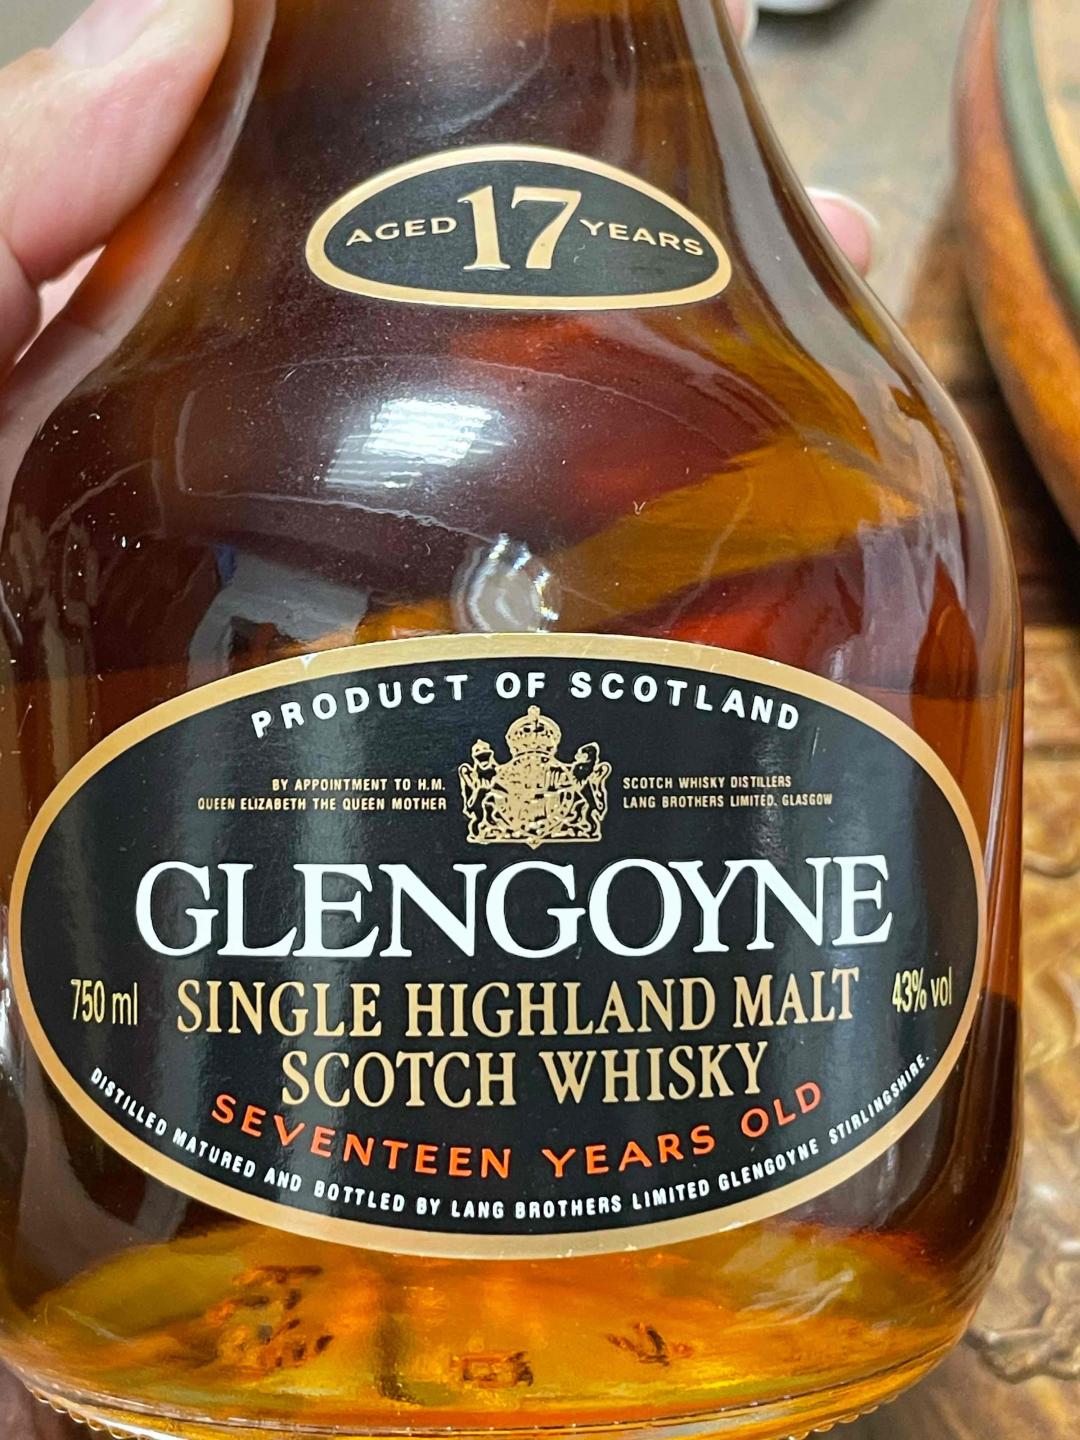 AGED 17 YEARS
PRODUCT OF SCOTLAND
BY APPOINTMENT TO H.M.
QUEEN ELIZABETH THE QUEEN MOTHER
SCOTCH WHISKY DISTILLERS
LANG BROTHERS LIMITED, GLASGOW
GLENGOYNE
750 ml
SINGLE HIGHLAND MALT
43% vol
SCOTCH WHISKY
SEVENTEEN YEARS OLD
DISTILLED MATURED AND BOTTLED BY LANG BROTHERS LIMITED GLENGOYNE STIRLINGSHIRE.